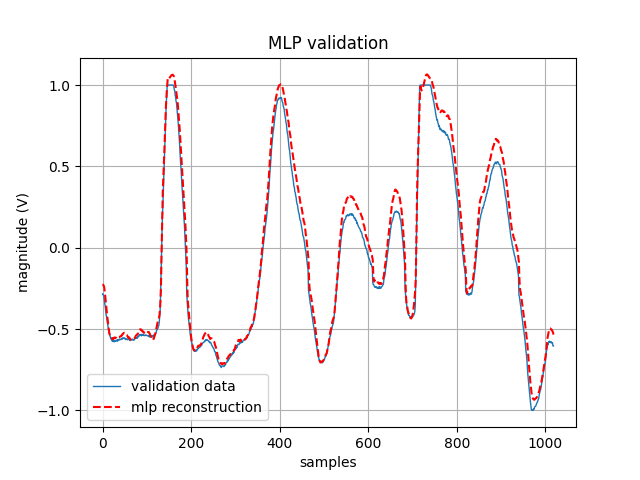 MLP validation
magnitude (V)
1.0
0.5
0.0
−0.5
−1.0
validation data
mlp reconstruction
0 200 400 600 800 1000
samples